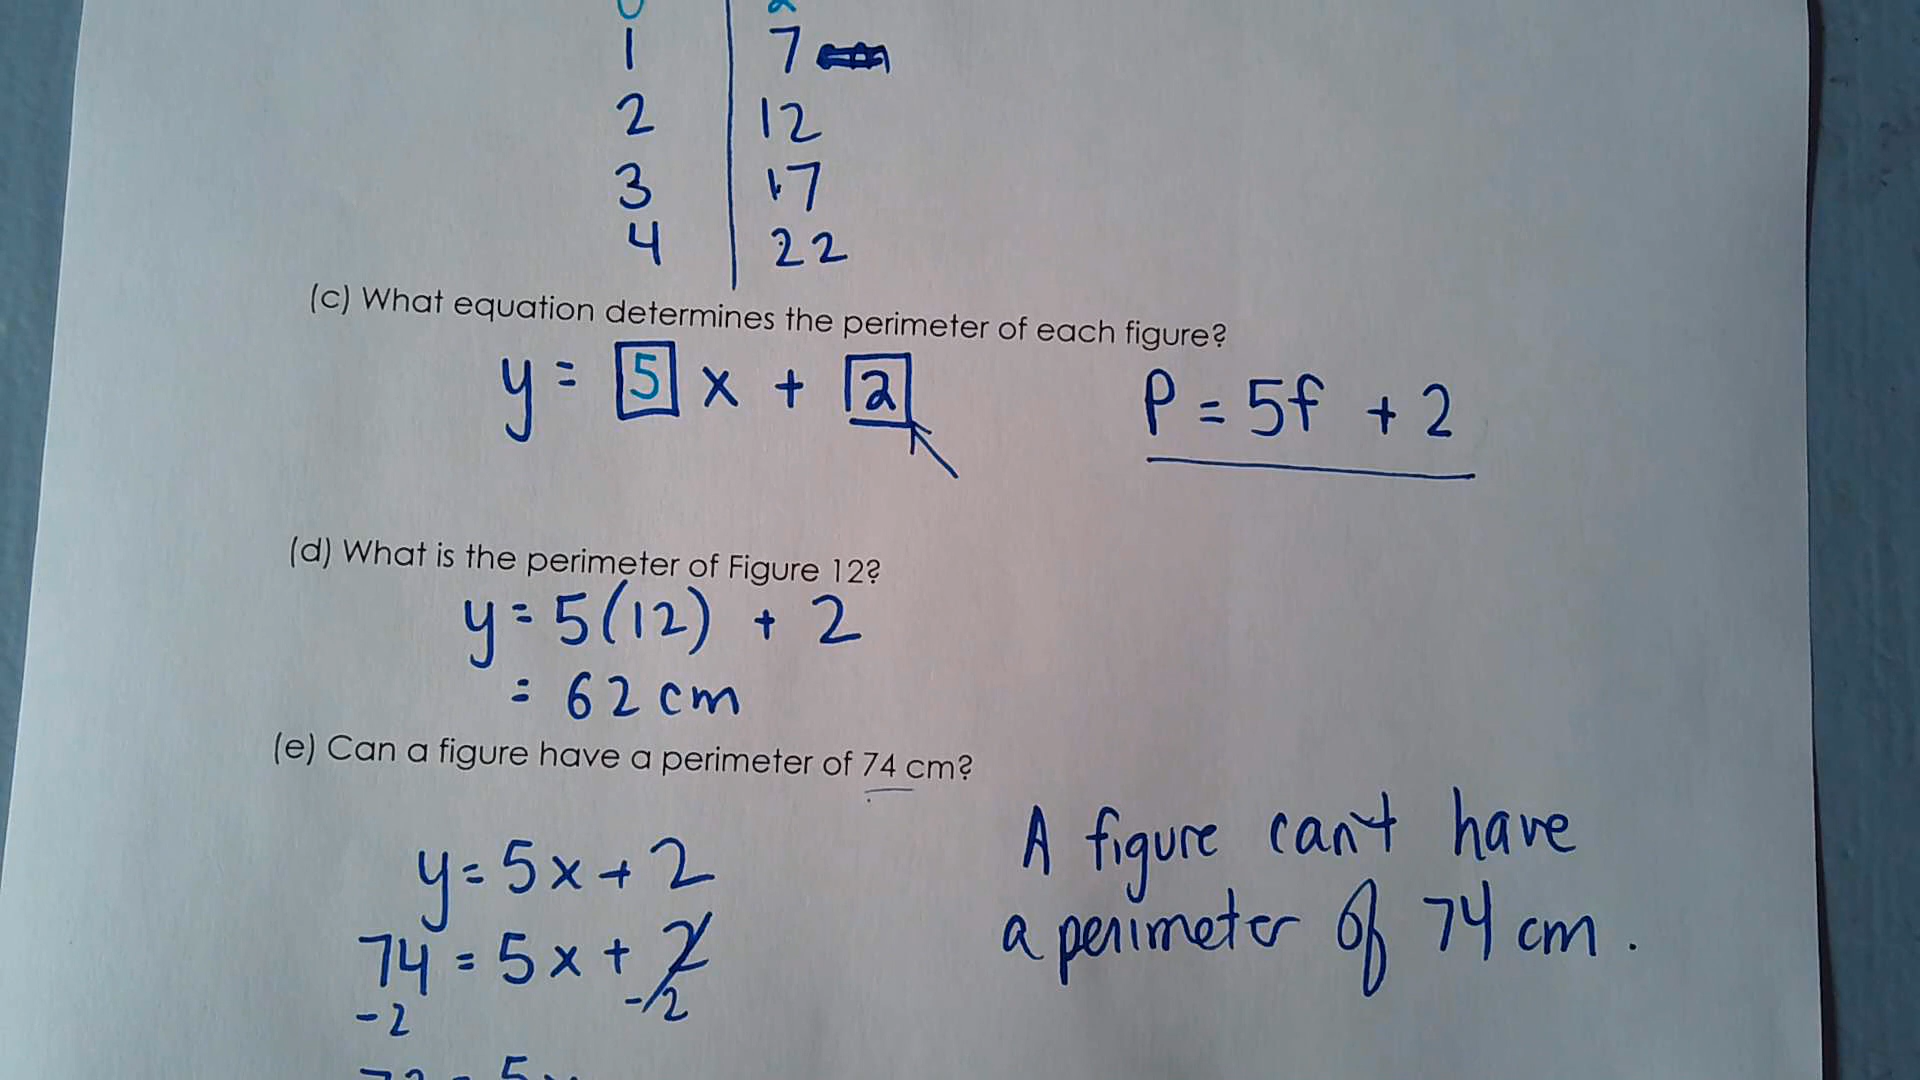 1 7
2 12
3 17
4 22
(c) What equation determines the perimeter of each figure?
y = 5 x + 2
P = 5f + 2
(d) What is the perimeter of Figure 12?
y = 5(12) + 2
= 62 cm
(e) Can a figure have a perimeter of 74 cm?
y = 5x + 2
74 = 5x + 2
-2 -2
A figure can't have
a perimeter of 74 cm.